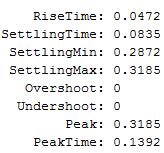 RiseTime: 0.0472
SettlingTime: 0.0835
SettlingMin: 0.2872
SettlingMax: 0.3185
Overshoot: 0
Undershoot: 0
Peak: 0.3185
PeakTime: 0.1392